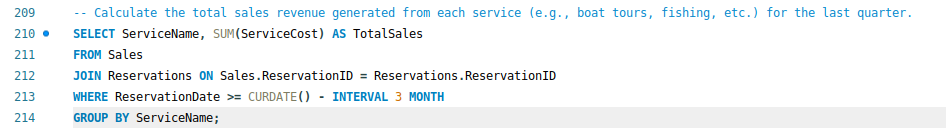 209 -- Calculate the total sales revenue generated from each service (e.g., boat tours, fishing, etc.) for the last quarter.
210 SELECT ServiceName, SUM(ServiceCost) AS TotalSales
211 FROM Sales
212 JOIN Reservations ON Sales.ReservationID = Reservations.ReservationID
213 WHERE ReservationDate >= CURDATE() - INTERVAL 3 MONTH
214 GROUP BY ServiceName;